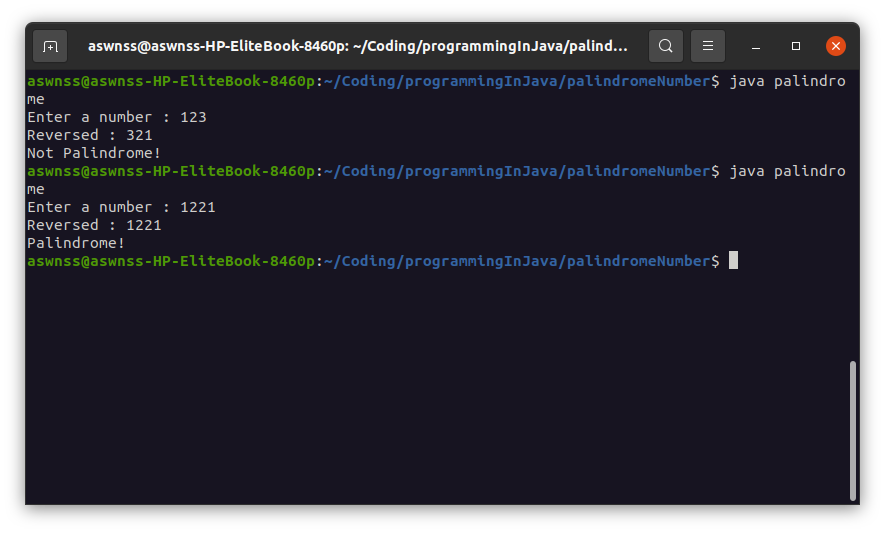 aswnss@aswnss-HP-EliteBook-8460p: ~/Coding/programmingInJava/palind...
aswnss@aswnss-HP-EliteBook-8460p:~/Coding/programmingInJava/palindromeNumber$ java palindro
me
Enter a number : 123
Reversed : 321
Not Palindrome!
aswnss@aswnss-HP-EliteBook-8460p:~/Coding/programmingInJava/palindromeNumber$ java palindro
me
Enter a number : 1221
Reversed : 1221
Palindrome!
aswnss@aswnss-HP-EliteBook-8460p:~/Coding/programmingInJava/palindromeNumber$